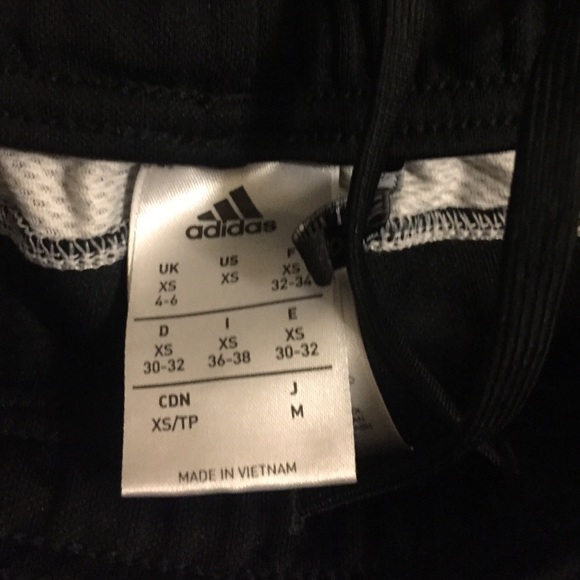 adidas
UK US F
XS XS XS
4-6 32-34
D I E
XS XS XS
30-32 36-38 30-32
CDN J
XS/TP M
MADE IN VIETNAM